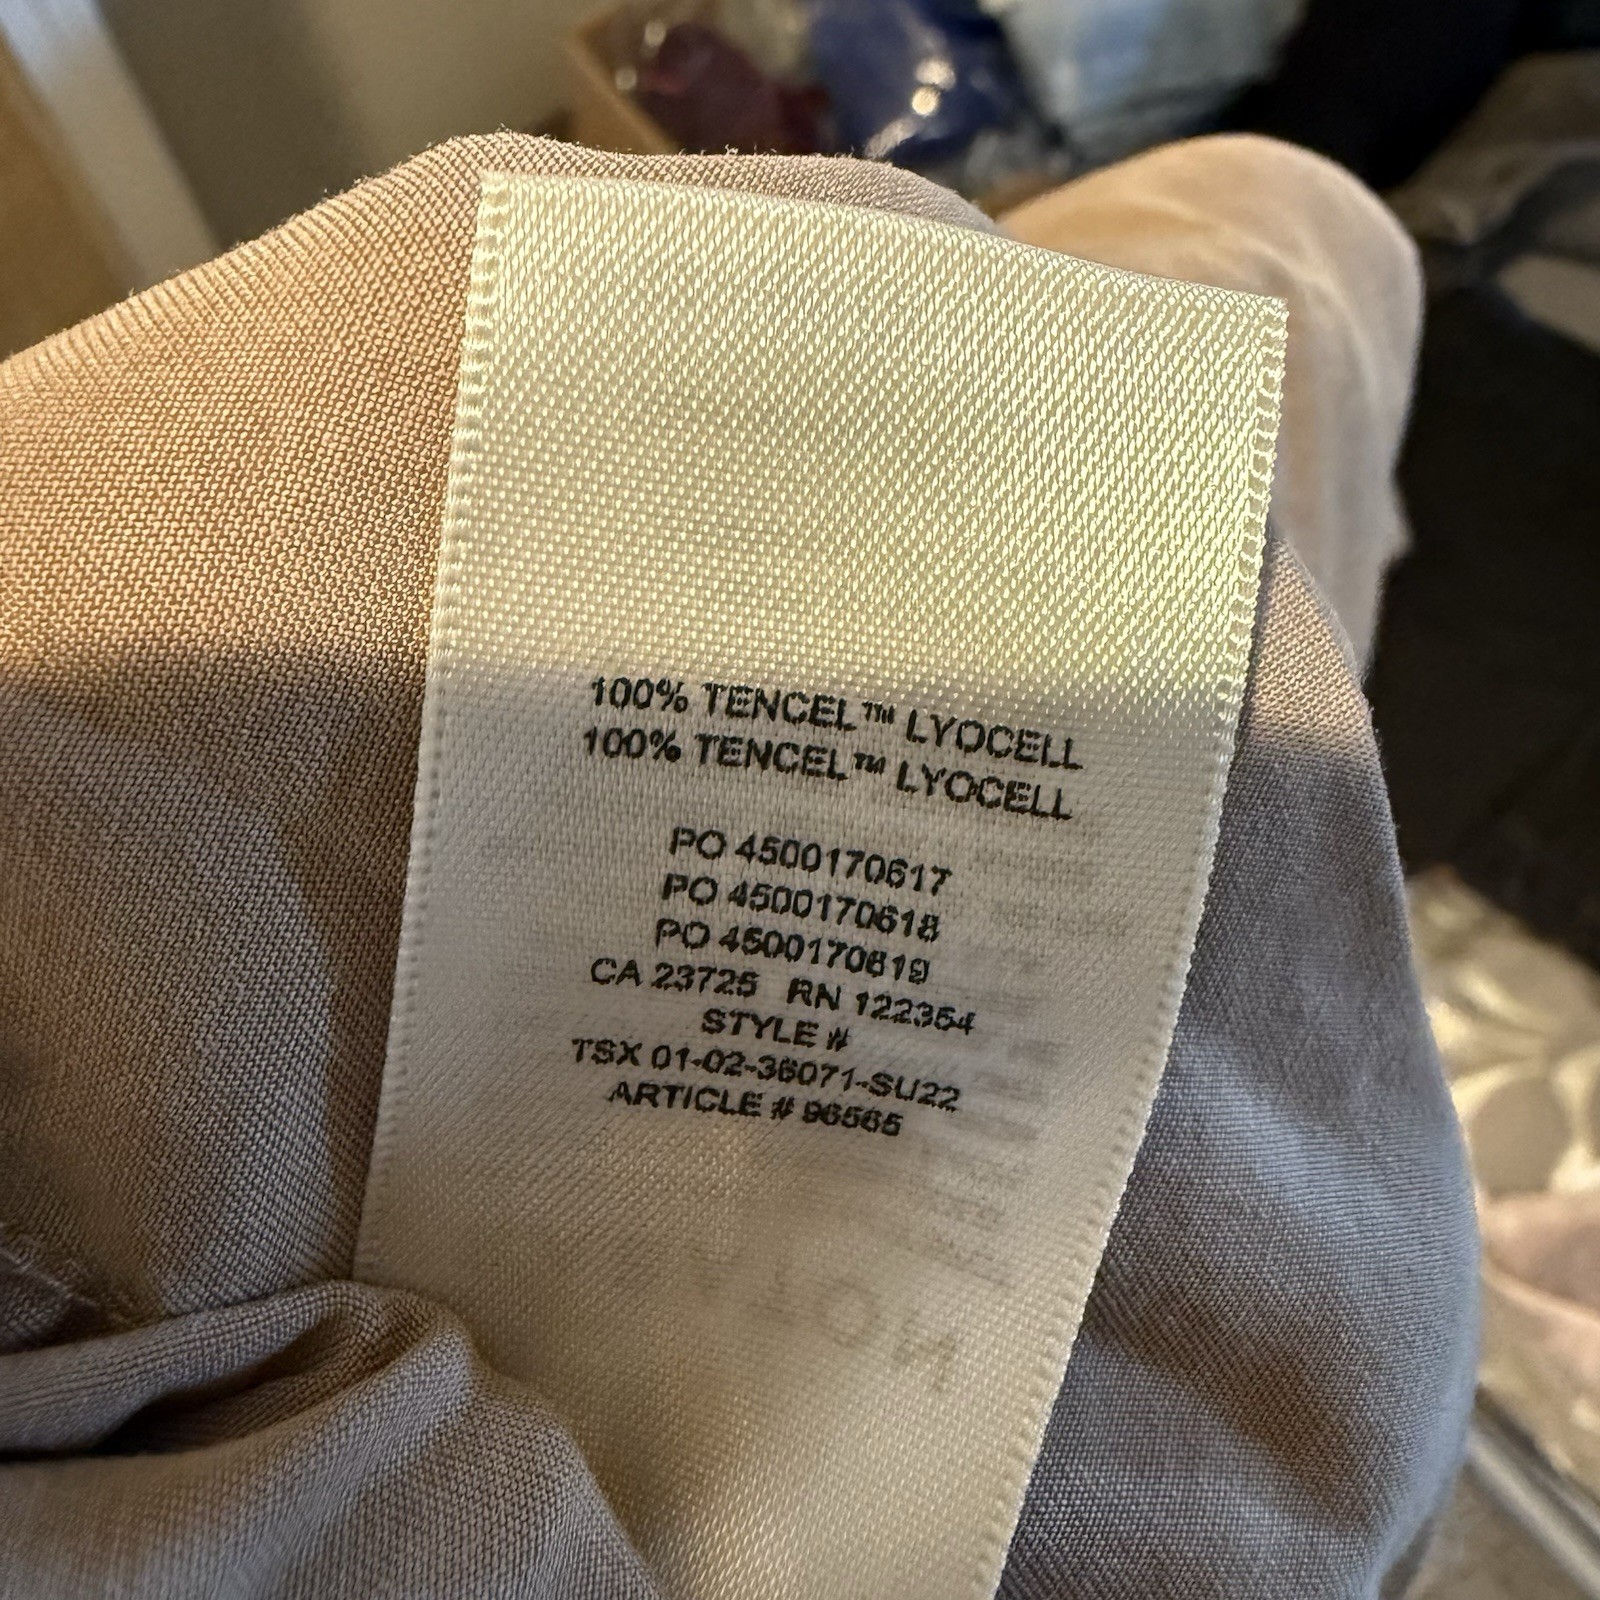 100% TENCEL™ LYOCELL
100% TENCEL™ LYOCELL
PO 4500170617
PO 4500170618
PO 4500170619
CA 23725 RN 122354
STYLE #
TSX 01-02-36071-SU22
ARTICLE # 96565